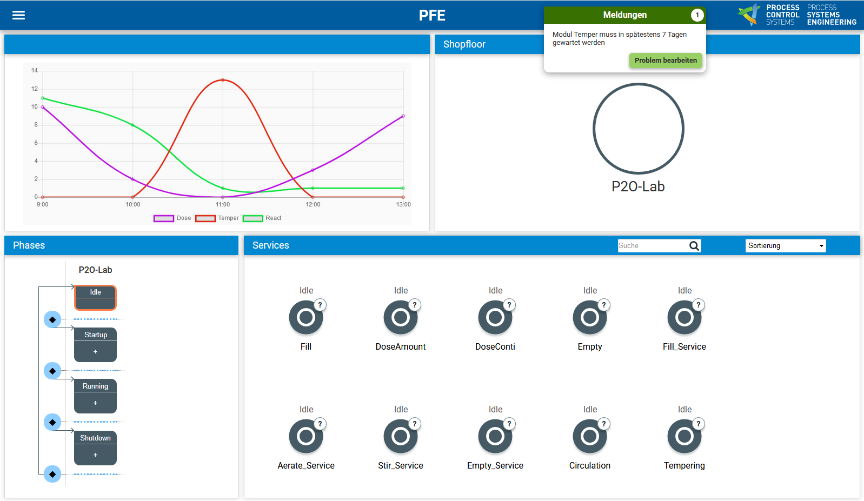 PFE
Meldungen 1
Modul Temper muss in spätestens 7 Tagen
gewartet werden
Problem bearbeiten
PROCESS
CONTROL
SYSTEMS
PROCESS
SYSTEMS
ENGINEERING
14
12
10
8
6
4
2
0
9:00 10:00 11:00 12:00 13:00
Dose Temper React
Shopfloor
P2O-Lab
Phases
P2O-Lab
Idle
Startup
+
Running
+
Shutdown
+
Services
Suche
Sortierung
Idle Idle Idle Idle Idle
? ? ? ? ?
Fill DoseAmount DoseConti Empty Fill_Service
Idle Idle Idle Idle Idle
? ? ? ? ?
Aerate_Service Stir_Service Empty_Service Circulation Tempering